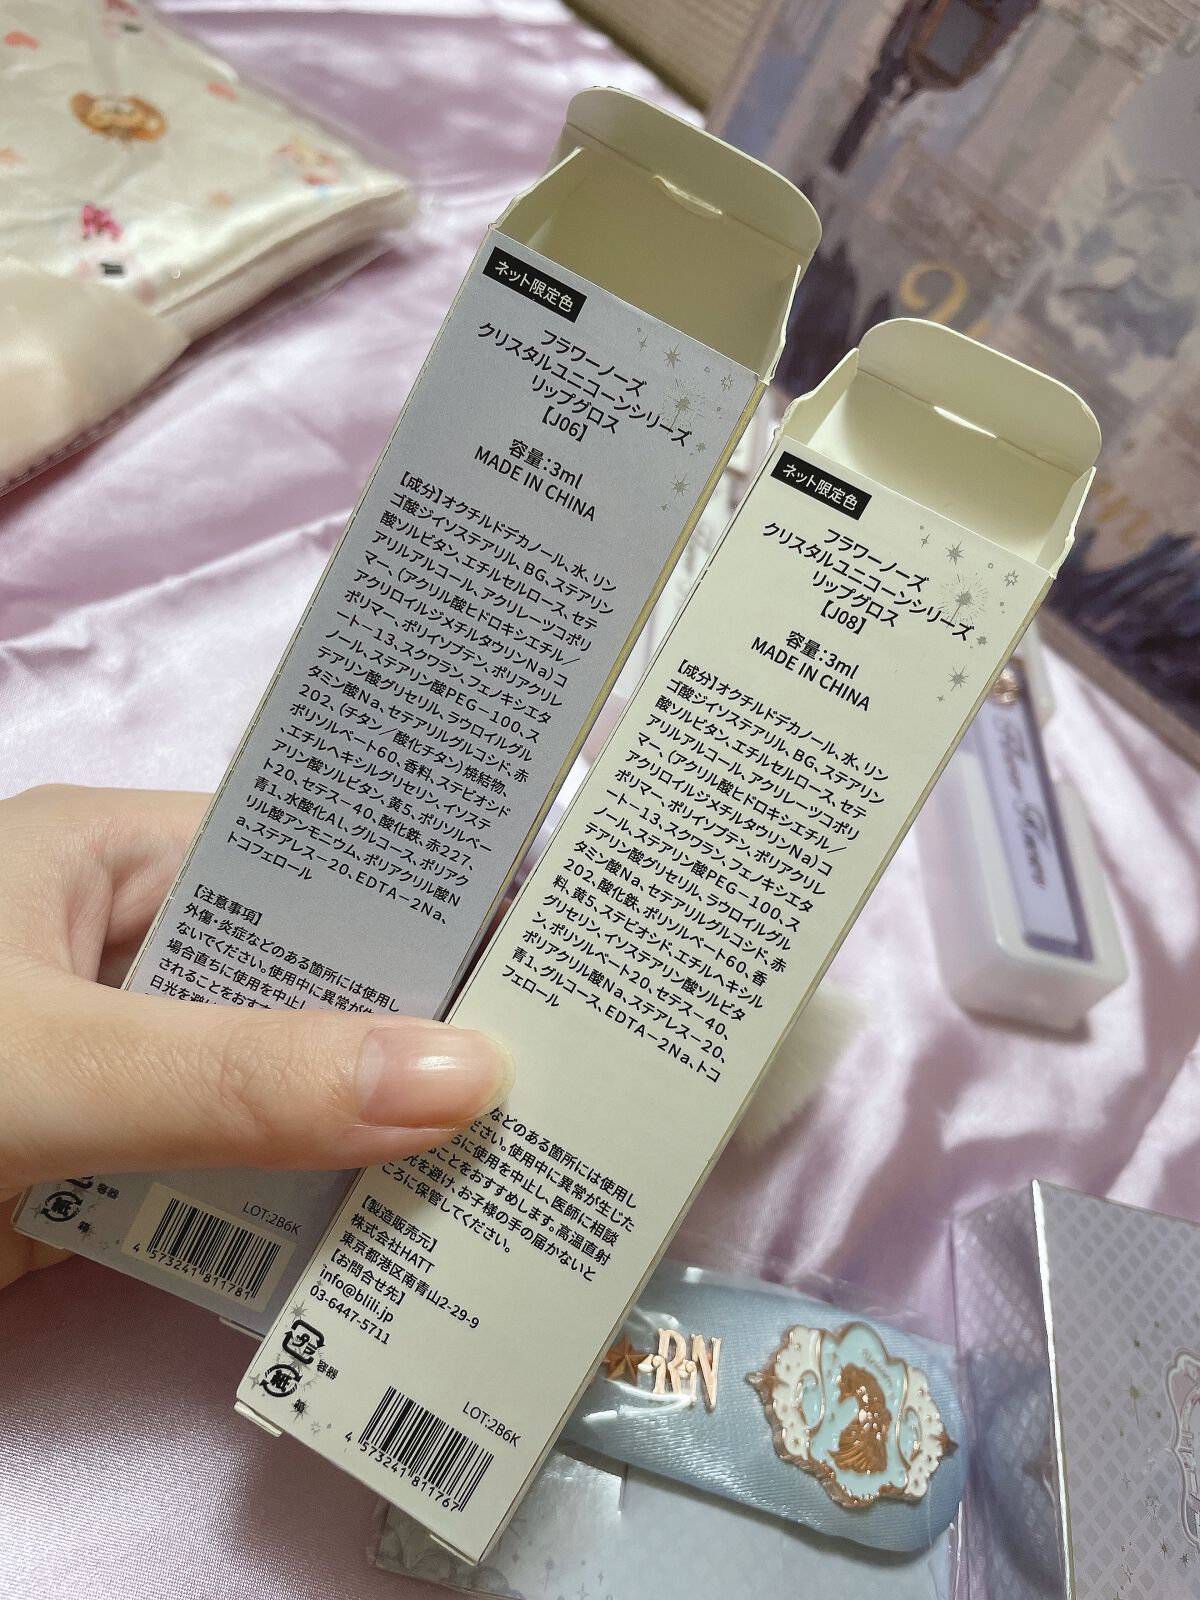 ネット限定色
フラワーノーズ
クリスタルユニコーンシリーズ
リップグロス
【J06】
容量:3ml
MADE IN CHINA
【成分】オクチルドデカノール、水、リン
ゴ酸ジイソステアリル、BG、ステアリン
酸ソルビタン、エチルセルロース、セテ
アリルアルコール、アクリレーツコポリ
マー、(アクリル酸ヒドロキシエチル/
アクリロイルジメチルタウリンNa)コ
ポリマー、ポリイソブテン、ポリアクリレ
ートー13、スクワラン、フェノキシエタ
ノール、ステアリン酸PEG-100、ス
テアリン酸グリセリル、ラウロイルグル
タミン酸Na、セテアリルグルコシド、赤
202、(チタン/酸化チタン)焼結物、
ポリソルベート60、香料、ステビオシド
、エチルヘキシルグリセリン、イソステ
アリン酸ソルビタン、黄5、ポリソルベー
ト20、セテス-40、酸化鉄、赤227、
青1、水酸化Al、グルコース、ポリアク
リル酸アンモニウム、ポリアクリル酸N
a、ステアレス-20、EDTA-2Na、
トコフェロール
【注意事項】
外傷・炎症などのある箇所には使用し
ないでください。使用中に異常が生
場合直ちに使用を中止し
されることをおすす
日光を避け
容器
紙
箱
LOT:2B6K
4 573241 811781
ネット限定色
フラワーノーズ
クリスタルユニコーンシリーズ
リップグロス
【J08】
容量:3ml
MADE IN CHINA
【成分】オクチルドデカノール、水、リン
ゴ酸ジイソステアリル、BG、ステアリン
酸ソルビタン、エチルセルロース、セテ
アリルアルコール、アクリレーツコポリ
マー、(アクリル酸ヒドロキシエチル/
アクリロイルジメチルタウリンNa)コ
ポリマー、ポリイソブテン、ポリアクリレ
ートー13、スクワラン、フェノキシエタ
ノール、ステアリン酸PEG-100、ス
テアリン酸グリセリル、ラウロイルグル
タミン酸Na、セテアリルグルコシド、赤
202、酸化鉄、ポリソルベート60、香
料、黄5、ステビオシド、エチルヘキシル
グリセリン、イソステアリン酸ソルビタ
ン、ポリソルベート20、セテス-40、
ポリアクリル酸Na、ステアレス-20、
青1、グルコース、EDTA-2Na、トコ
フェロール
などのある箇所には使用し
ださい。使用中に異常が生じた
ちに使用を中止し、医師に相談
ることをおすすめします。高温直射
光を避け、お子様の手の届かないと
ころに保管してください。
【製造販売元】
株式会社HATT
東京都港区南青山2-29-9
【お問合せ先】
info@blili.jp
03-6447-5711
プラ
容器
紙
箱
LOT:2B6K
4 573241 811767
RN